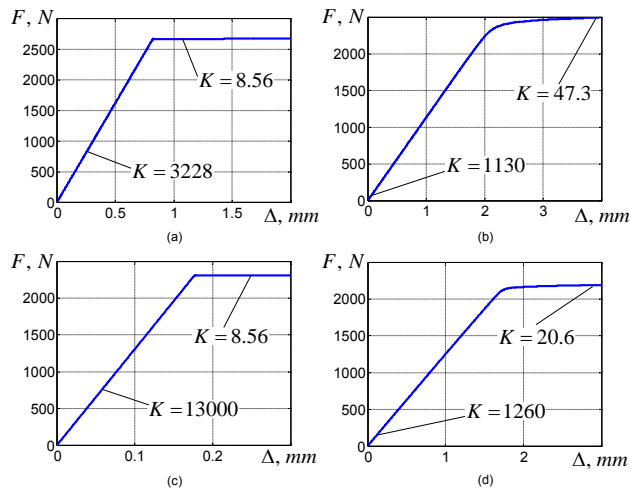 F, N
2500
2000
1500
1000
500
0
K = 8.56
K = 3228
0
0.5
1
1.5
Δ, mm
(a)
F, N
2500
2000
1500
1000
500
0
K = 47.3
K = 1130
0
1
2
3
Δ, mm
(b)
F, N
2000
1500
1000
500
0
K = 8.56
K = 13000
0
0.1
0.2
Δ, mm
(c)
F, N
2000
1500
1000
500
0
K = 20.6
K = 1260
0
1
2
Δ, mm
(d)